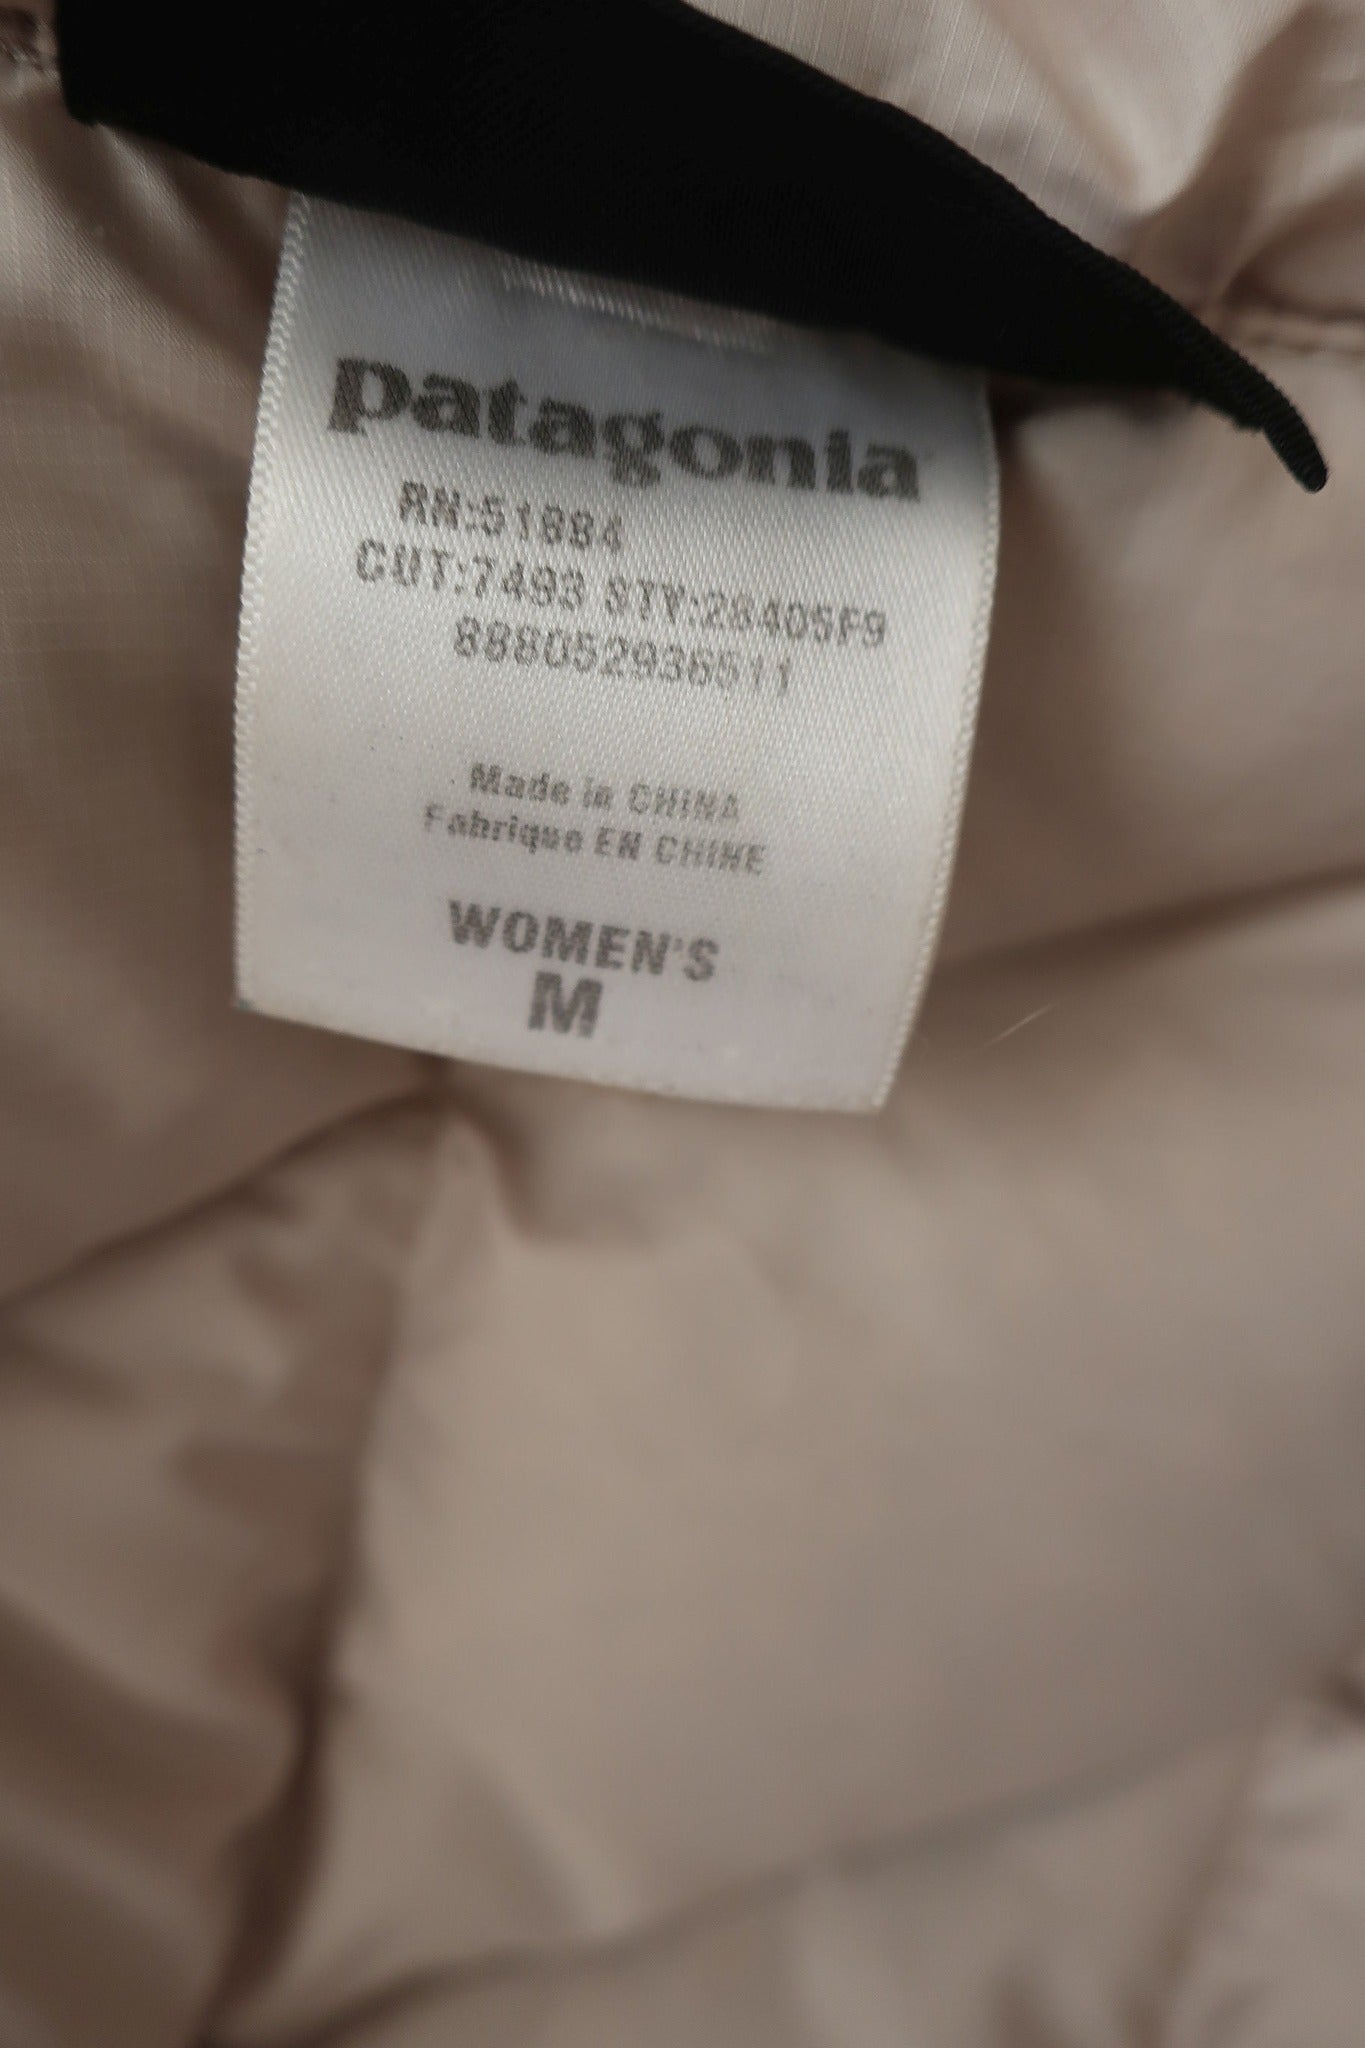 patagonia
RN:51884
CUT:7493 STY:28405F9
888052936511
Made in CHINA
Fabrique EN CHINE
WOMEN'S
M